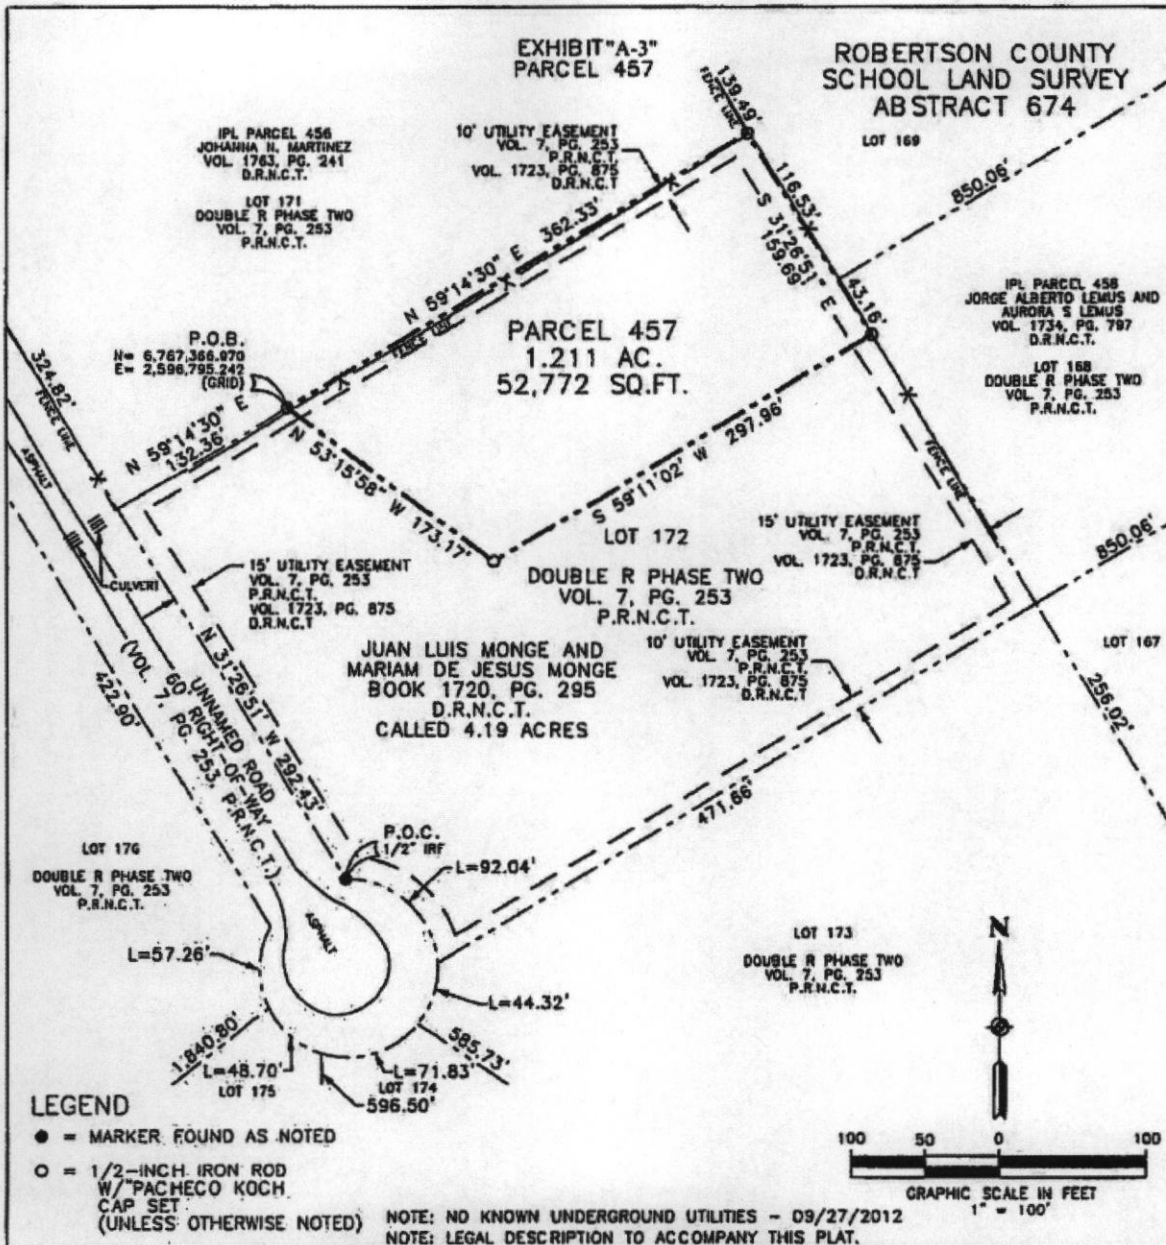 EXHIBIT"A-3"
PARCEL 457
ROBERTSON COUNTY
SCHOOL LAND SURVEY
ABSTRACT 674
LOT 169
139.49'
FENCE LINE
IPL PARCEL 456
JOHANNA N. MARTINEZ
VOL. 1763, PG. 241
D.R.N.C.T.
LOT 171
DOUBLE R PHASE TWO
VOL. 7, PG. 253
P.R.N.C.T.
10' UTILITY EASEMENT
VOL. 7, PG. 253
P.R.N.C.T.
VOL. 1723, PG. 875
D.R.N.C.T
116.53'
S 31°26'51" E
159.69'
43.16'
850.06'
N 59°14'30" E 362.33'
FENCE LINE
IPL PARCEL 458
JORGE ALBERTO LEMUS AND
AURORA S LEMUS
VOL. 1734, PG. 797
D.R.N.C.T.
LOT 168
DOUBLE R PHASE TWO
VOL. 7, PG. 253
P.R.N.C.T.
P.O.B.
N= 6,767,366.970
E= 2,596,795.242
(GRID)
PARCEL 457
1.211 AC.
52,772 SQ.FT.
324.82'
FENCE LINE
ASPHALT
N 59°14'30" E
132.36'
N 53°15'58" W 173.17'
S 59°11'02" W 297.96'
FENCE LINE
LOT 172
DOUBLE R PHASE TWO
VOL. 7, PG. 253
P.R.N.C.T.
15' UTILITY EASEMENT
VOL. 7, PG. 253
P.R.N.C.T.
VOL. 1723, PG. 875
D.R.N.C.T
850.06'
CULVERT
15' UTILITY EASEMENT
VOL. 7, PG. 253
P.R.N.C.T.
VOL. 1723, PG. 875
D.R.N.C.T
JUAN LUIS MONGE AND
MARIAM DE JESUS MONGE
BOOK 1720, PG. 295
D.R.N.C.T.
CALLED 4.19 ACRES
10' UTILITY EASEMENT
VOL. 7, PG. 253
P.R.N.C.T.
VOL. 1723, PG. 875
D.R.N.C.T
LOT 167
256.02'
N 31°26'51" W 292.43'
UNNAMED ROAD
60' RIGHT-OF-WAY
(VOL. 7, PG. 253, P.R.N.C.T.)
422.90'
471.66'
P.O.C.
1/2" IRF
L=92.04'
LOT 176
DOUBLE R PHASE TWO
VOL. 7, PG. 253
P.R.N.C.T.
ASPHALT
L=57.26'
L=44.32'
LOT 173
DOUBLE R PHASE TWO
VOL. 7, PG. 253
P.R.N.C.T.
N
1'840.80'
L=48.70'
LOT 175
L=71.83'
LOT 174
585.73'
596.50'
LEGEND
● = MARKER FOUND AS NOTED
○ = 1/2-INCH IRON ROD
W/"PACHECO KOCH
CAP SET
(UNLESS OTHERWISE NOTED)
100 50 0 100
GRAPHIC SCALE IN FEET
1" = 100'
NOTE: NO KNOWN UNDERGROUND UTILITIES - 09/27/2012
NOTE: LEGAL DESCRIPTION TO ACCOMPANY THIS PLAT.